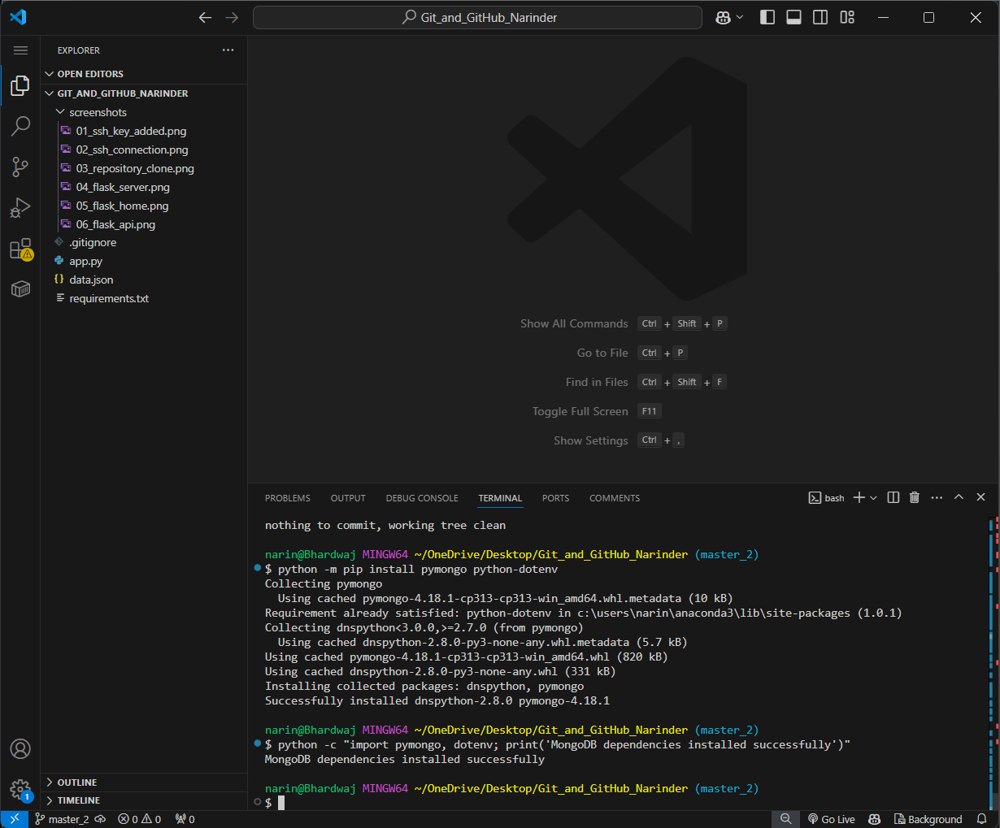 Git_and_GitHub_Narinder
EXPLORER
OPEN EDITORS
GIT_AND_GITHUB_NARINDER
screenshots
01_ssh_key_added.png
02_ssh_connection.png
03_repository_clone.png
04_flask_server.png
05_flask_home.png
06_flask_api.png
.gitignore
app.py
{} data.json
requirements.txt
OUTLINE
TIMELINE
Show All Commands Ctrl + Shift + P
Go to File Ctrl + P
Find in Files Ctrl + Shift + F
Toggle Full Screen F11
Show Settings Ctrl + ,
PROBLEMS OUTPUT DEBUG CONSOLE TERMINAL PORTS COMMENTS bash
nothing to commit, working tree clean
narin@Bhardwaj MINGW64 ~/OneDrive/Desktop/Git_and_GitHub_Narinder (master_2)
$ python -m pip install pymongo python-dotenv
Collecting pymongo
  Using cached pymongo-4.18.1-cp313-cp313-win_amd64.whl.metadata (10 kB)
Requirement already satisfied: python-dotenv in c:\users\narin\anaconda3\lib\site-packages (1.0.1)
Collecting dnspython<3.0.0,>=2.7.0 (from pymongo)
  Using cached dnspython-2.8.0-py3-none-any.whl.metadata (5.7 kB)
Using cached pymongo-4.18.1-cp313-cp313-win_amd64.whl (820 kB)
Using cached dnspython-2.8.0-py3-none-any.whl (331 kB)
Installing collected packages: dnspython, pymongo
Successfully installed dnspython-2.8.0 pymongo-4.18.1
narin@Bhardwaj MINGW64 ~/OneDrive/Desktop/Git_and_GitHub_Narinder (master_2)
$ python -c "import pymongo, dotenv; print('MongoDB dependencies installed successfully')"
MongoDB dependencies installed successfully
narin@Bhardwaj MINGW64 ~/OneDrive/Desktop/Git_and_GitHub_Narinder (master_2)
$
1
master_2 0 0 0 Go Live Background